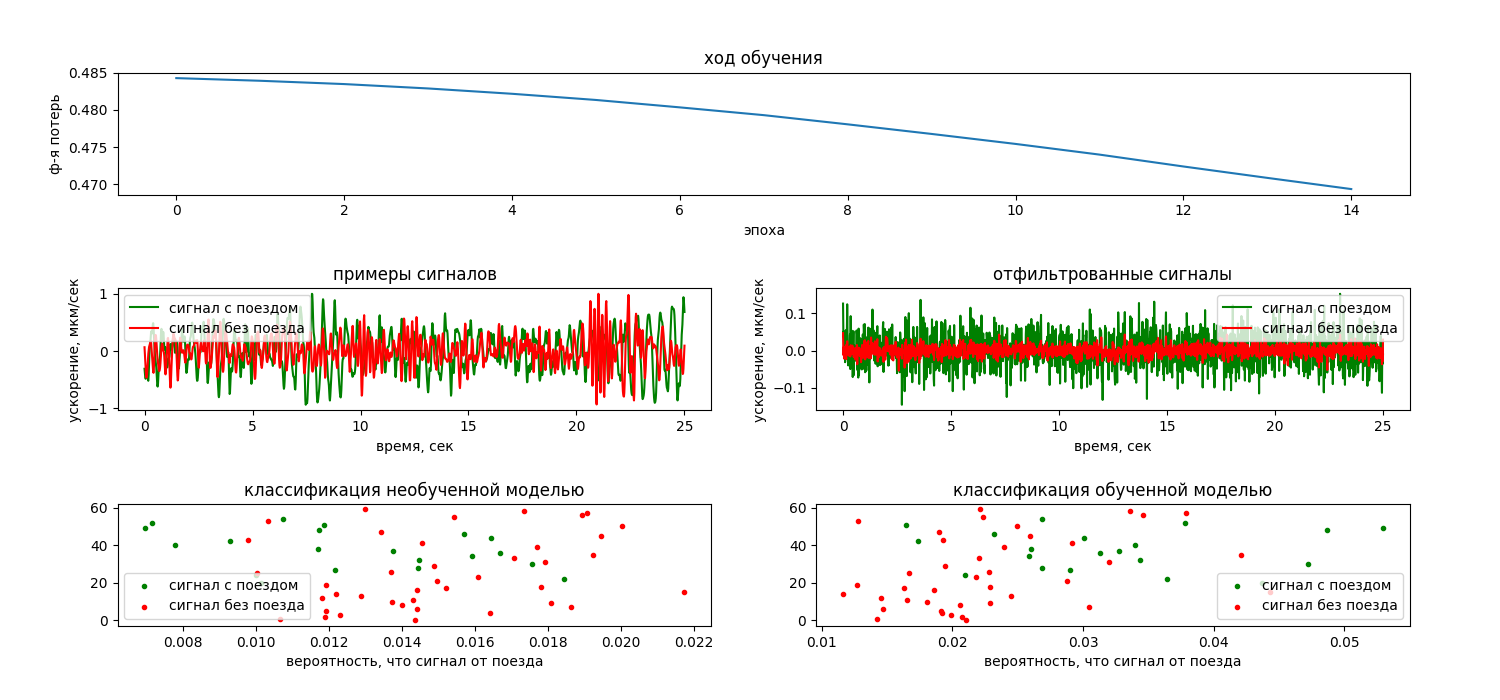 ход обучения
0.485
0.480
0.475
0.470
ф-я потерь
0 2 4 6 8 10 12 14
эпоха
примеры сигналов
1
0
−1
ускорение, мкм/сек
сигнал с поездом
сигнал без поезда
0 5 10 15 20 25
время, сек
отфильтрованные сигналы
0.1
0.0
−0.1
ускорение, мкм/сек
сигнал с поездом
сигнал без поезда
0 5 10 15 20 25
время, сек
классификация необученной моделью
60
40
20
0
сигнал с поездом
сигнал без поезда
0.008 0.010 0.012 0.014 0.016 0.018 0.020 0.022
вероятность, что сигнал от поезда
классификация обученной моделью
60
40
20
0
сигнал с поездом
сигнал без поезда
0.01 0.02 0.03 0.04 0.05
вероятность, что сигнал от поезда